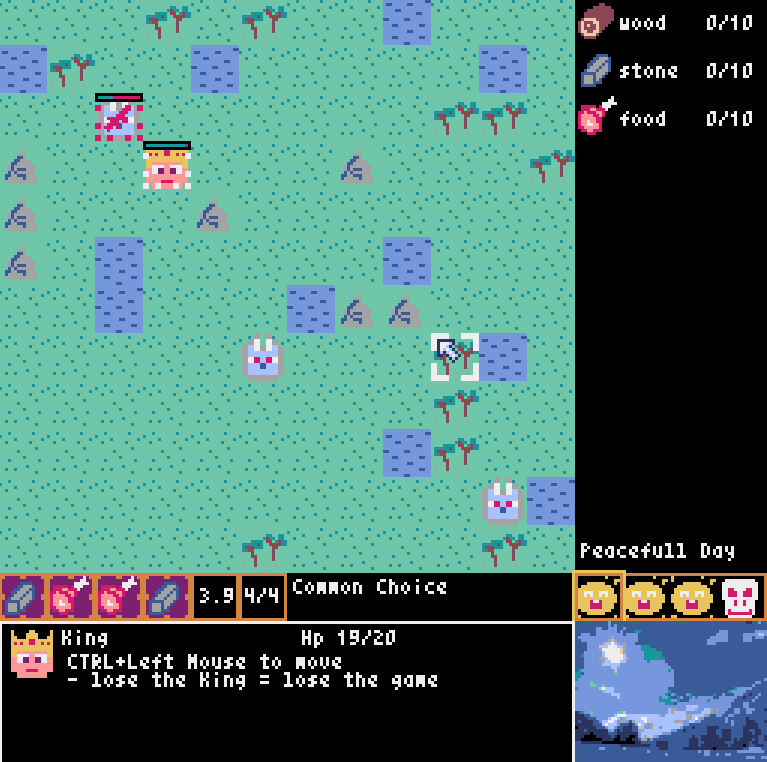 wood 0/10
stone 0/10
food 0/10
Peacefull Day
3.9 4/4 Common Choice
King Hp 19/20
CTRL+Left Mouse to move
- lose the King = lose the game